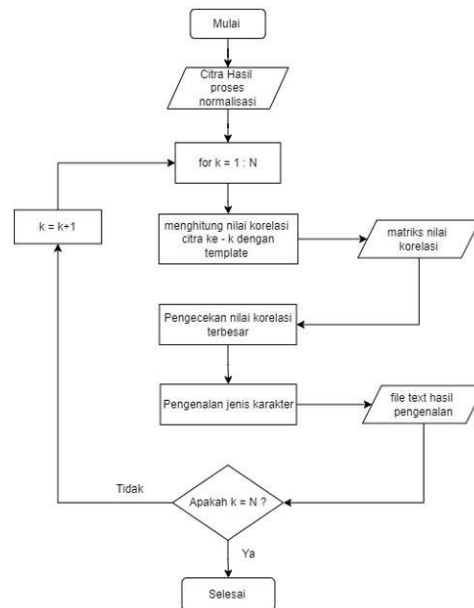 Mulai
Citra Hasil
proses
normalisasi
for k = 1 : N
k = k+1
menghitung nilai korelasi
citra ke - k dengan
template
matriks nilai
korelasi
Pengecekan nilai korelasi
terbesar
Pengenalan jenis karakter
file text hasil
pengenalan
Tidak
Apakah k = N ?
Ya
Selesai